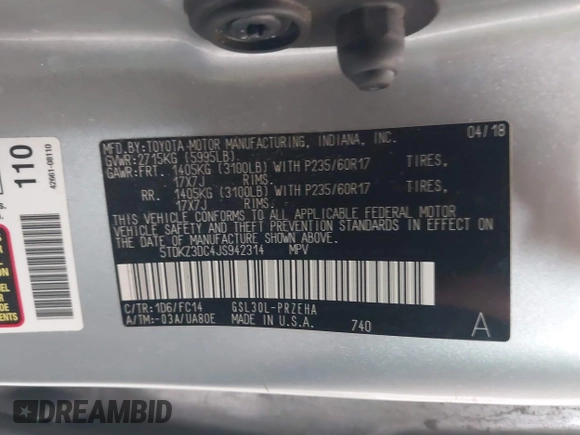 MFD.BY:TOYOTA MOTOR MANUFACTURING, INDIANA, INC. 04/18
GVWR:2715KG (5995LB)
GAWR:FRT. 1405KG (3100LB) WITH P235/60R17 TIRES,
17X7J RIMS.
RR. 1405KG (3100LB) WITH P235/60R17 TIRES,
17X7J RIMS.
THIS VEHICLE CONFORMS TO ALL APPLICABLE FEDERAL MOTOR
VEHICLE SAFETY AND THEFT PREVENTION STANDARDS IN EFFECT ON
THE DATE OF MANUFACTURE SHOWN ABOVE.
5TDKZ3DC4JS942314 MPV
C/TR:1D6/FC14 GSL30L-PRZEHA
A/TM:-03A/UA80E MADE IN U.S.A. 740 A
110
42661-08110
DREAMBID